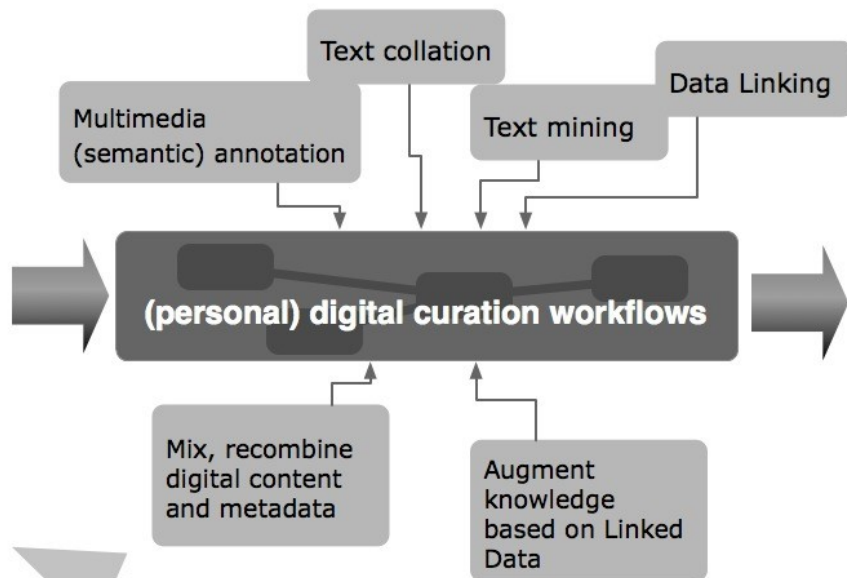 Text collation
Data Linking
Multimedia
(semantic) annotation
Text mining
(personal) digital curation workflows
Mix, recombine
digital content
and metadata
Augment
knowledge
based on Linked
Data